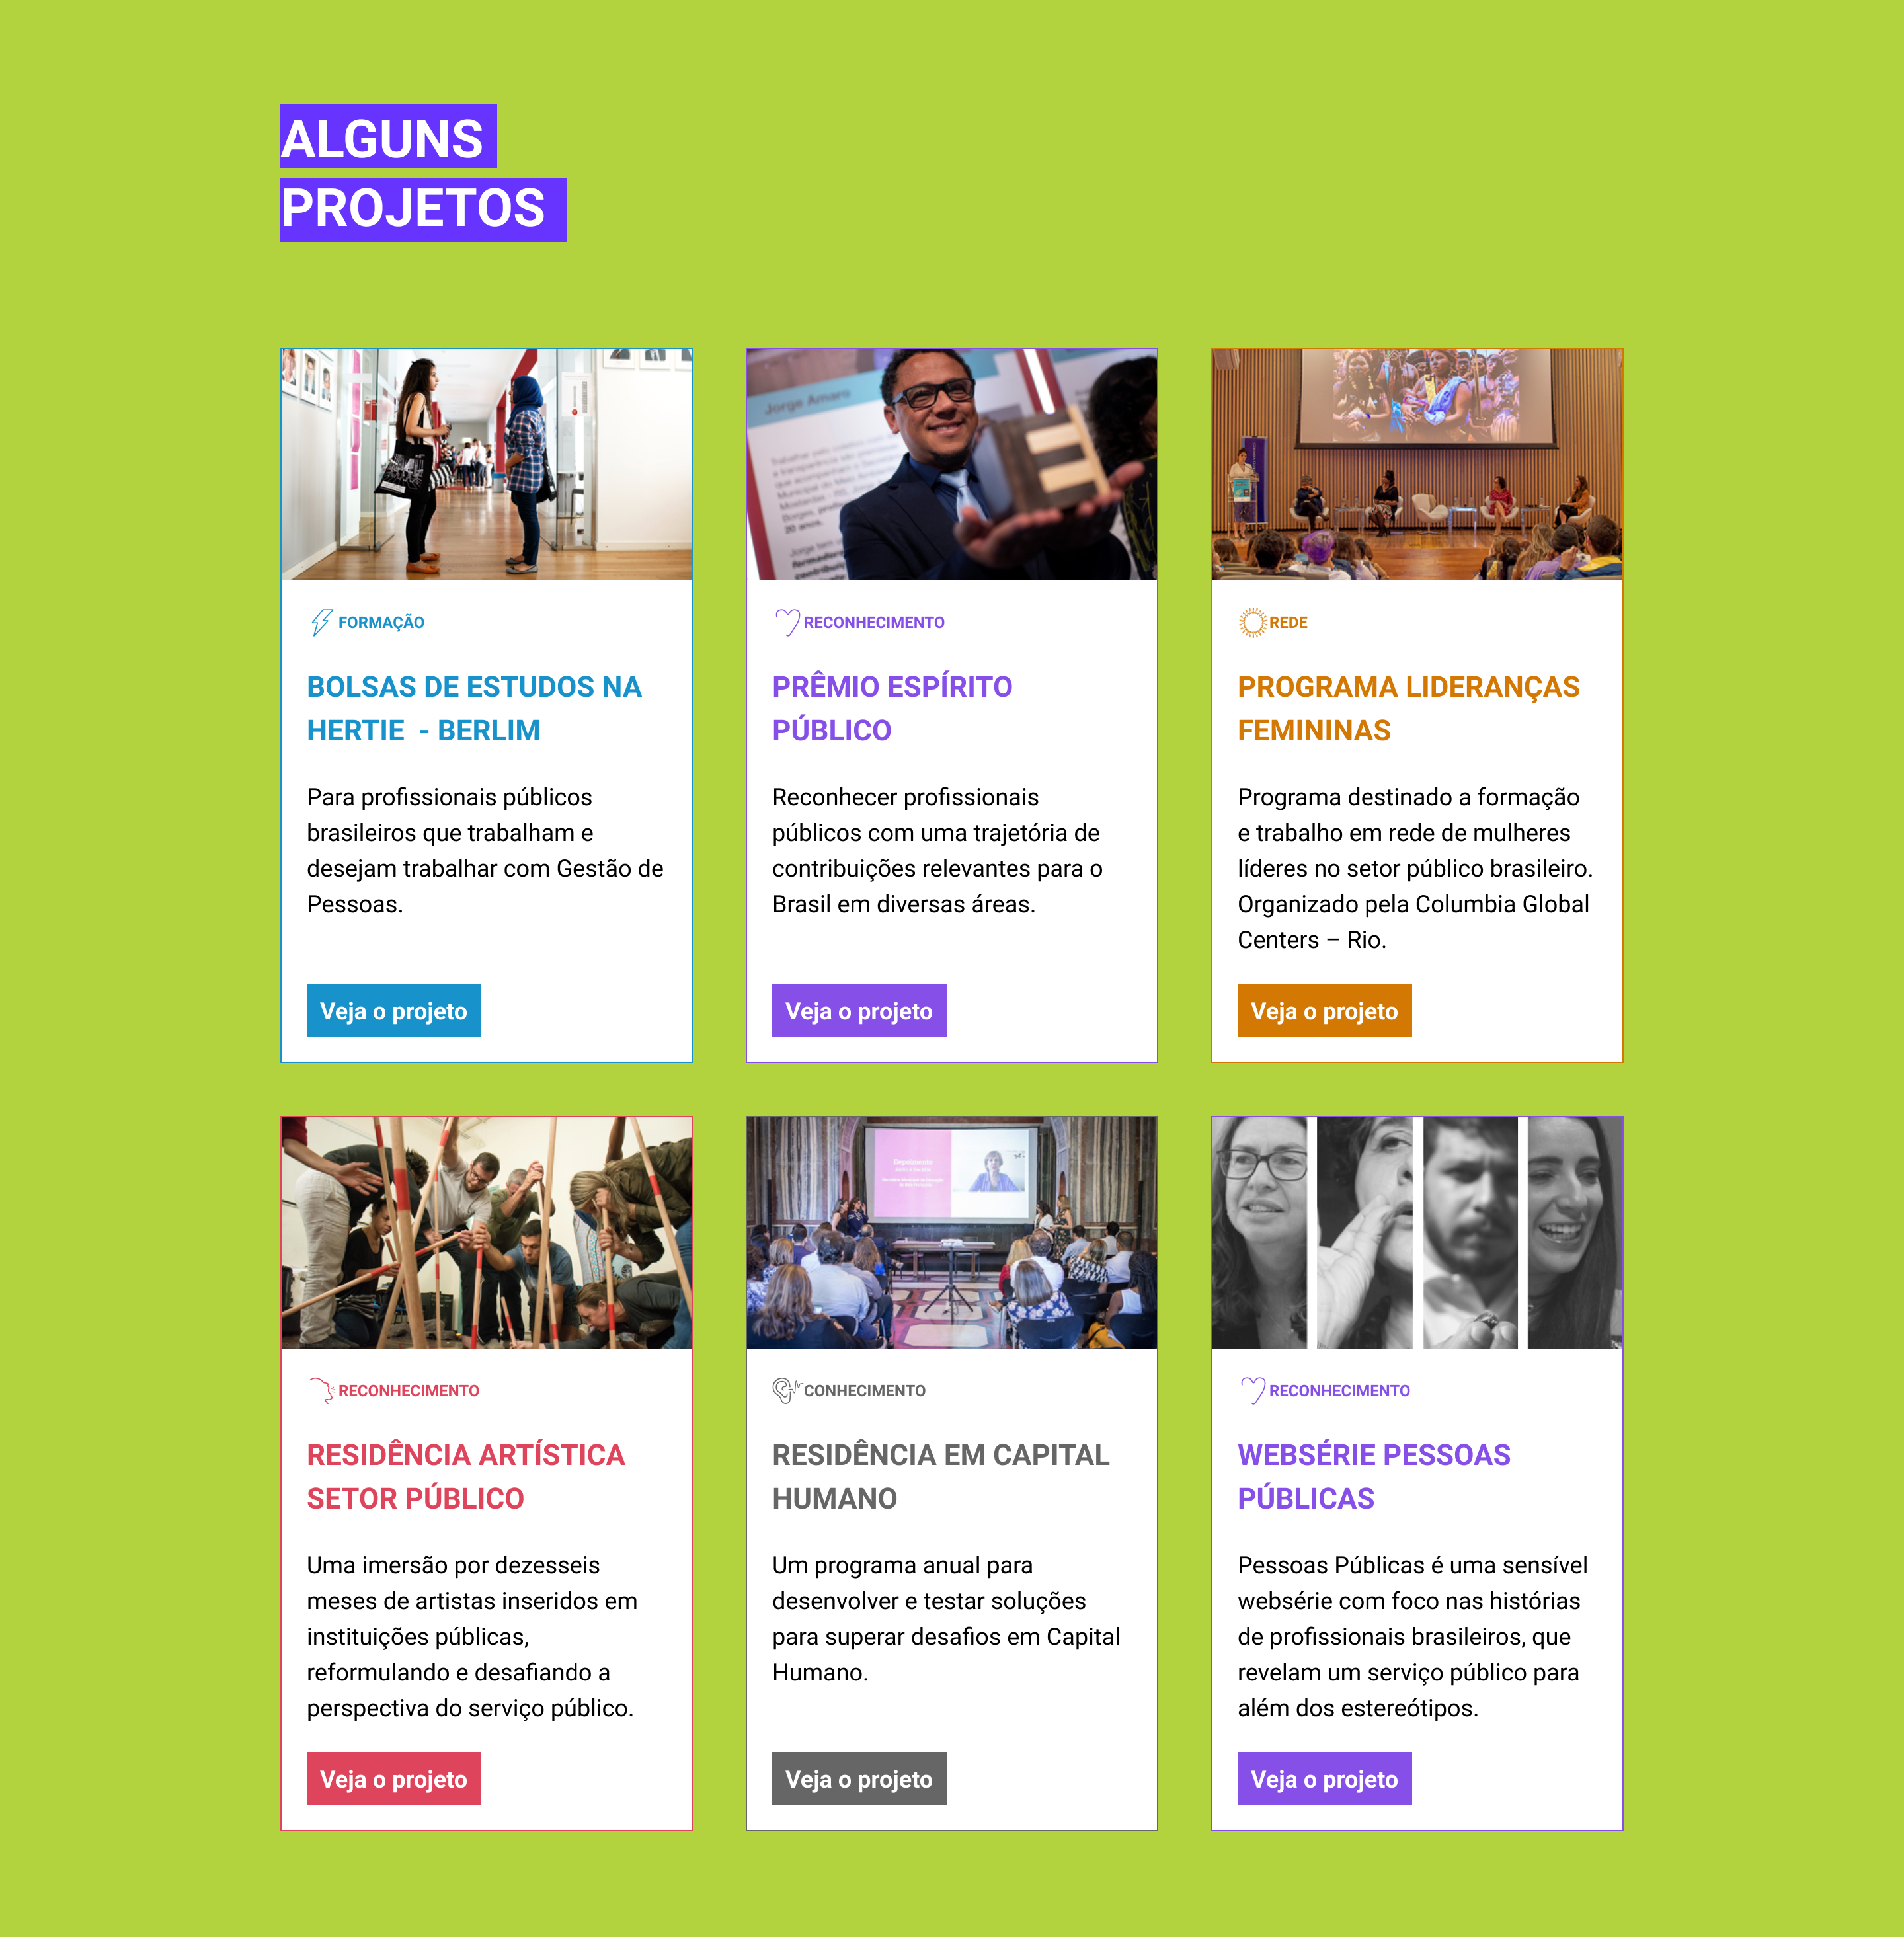 ALGUNS
PROJETOS
Jorge Amaro
20 anos.
FORMAÇÃO
BOLSAS DE ESTUDOS NA
HERTIE  - BERLIM
Para profissionais públicos
brasileiros que trabalham e
desejam trabalhar com Gestão de
Pessoas.
Veja o projeto
RECONHECIMENTO
PRÊMIO ESPÍRITO
PÚBLICO
Reconhecer profissionais
públicos com uma trajetória de
contribuições relevantes para o
Brasil em diversas áreas.
Veja o projeto
REDE
PROGRAMA LIDERANÇAS
FEMININAS
Programa destinado a formação
e trabalho em rede de mulheres
líderes no setor público brasileiro.
Organizado pela Columbia Global
Centers – Rio.
Veja o projeto
Depoimento
RECONHECIMENTO
RESIDÊNCIA ARTÍSTICA
SETOR PÚBLICO
Uma imersão por dezesseis
meses de artistas inseridos em
instituições públicas,
reformulando e desafiando a
perspectiva do serviço público.
Veja o projeto
CONHECIMENTO
RESIDÊNCIA EM CAPITAL
HUMANO
Um programa anual para
desenvolver e testar soluções
para superar desafios em Capital
Humano.
Veja o projeto
RECONHECIMENTO
WEBSÉRIE PESSOAS
PÚBLICAS
Pessoas Públicas é uma sensível
websérie com foco nas histórias
de profissionais brasileiros, que
revelam um serviço público para
além dos estereótipos.
Veja o projeto